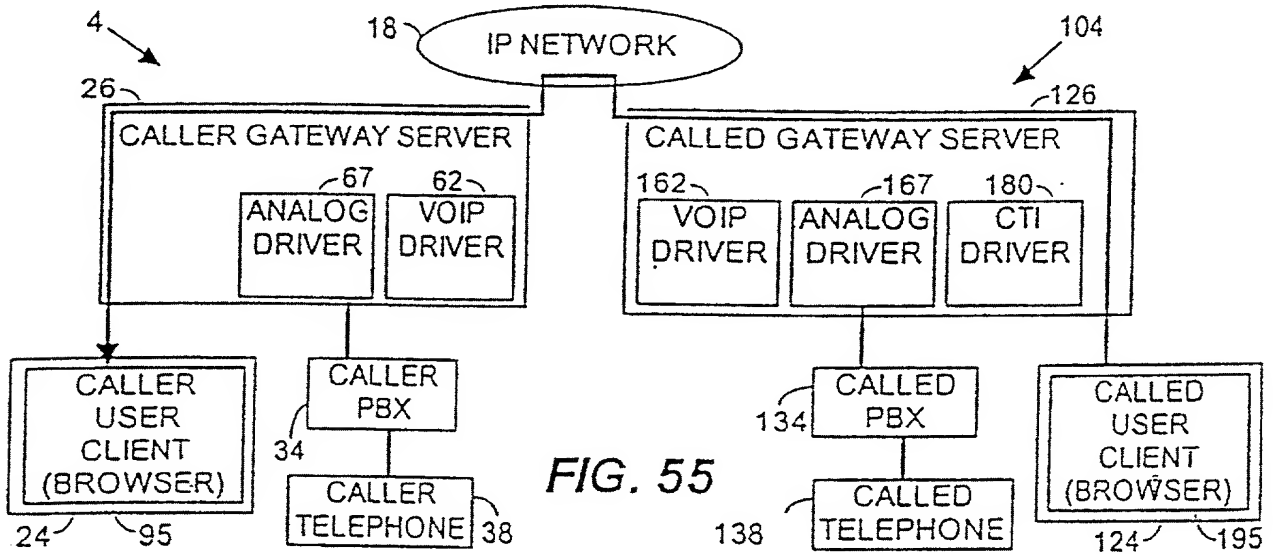 4
18
IP NETWORK
104
26
126
CALLER GATEWAY SERVER
CALLED GATEWAY SERVER
67
62
162
167
180
ANALOG
DRIVER
VOIP
DRIVER
VOIP
DRIVER
ANALOG
DRIVER
CTI
DRIVER
CALLER
USER
CLIENT
(BROWSER)
CALLER
PBX
34
CALLED
PBX
134
CALLED
USER
CLIENT
(BROWSER)
CALLER
TELEPHONE
FIG. 55
CALLED
TELEPHONE
24
95
38
138
124
195